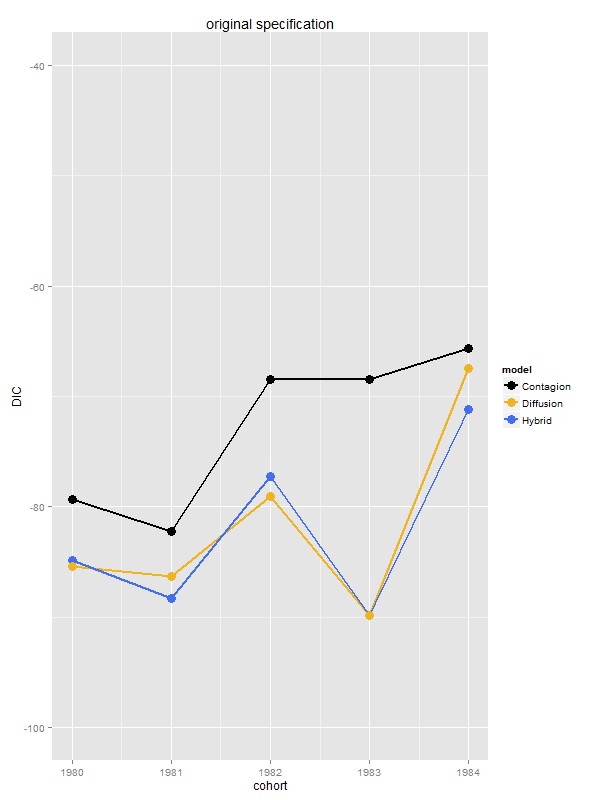 original specification
-40
-60
-80
-100
DIC
1980 1981 1982 1983 1984
cohort
model
Contagion
Diffusion
Hybrid